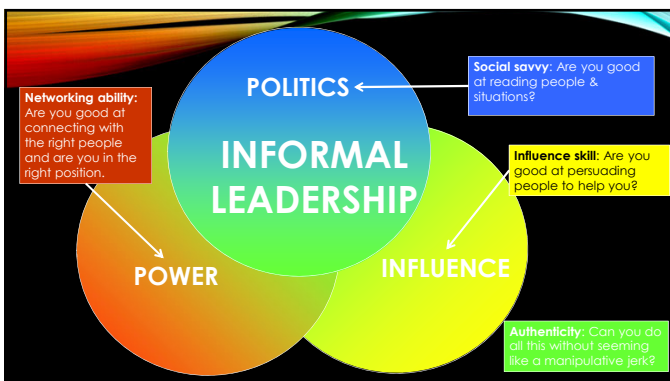 POLITICS
Social savvy: Are you good
at reading people &
situations?
Networking ability:
Are you good at
connecting with
the right people
and are you in the
right position.
INFORMAL
LEADERSHIP
Influence skill: Are you
good at persuading
people to help you?
POWER
INFLUENCE
Authenticity: Can you do
all this without seeming
like a manipulative jerk?